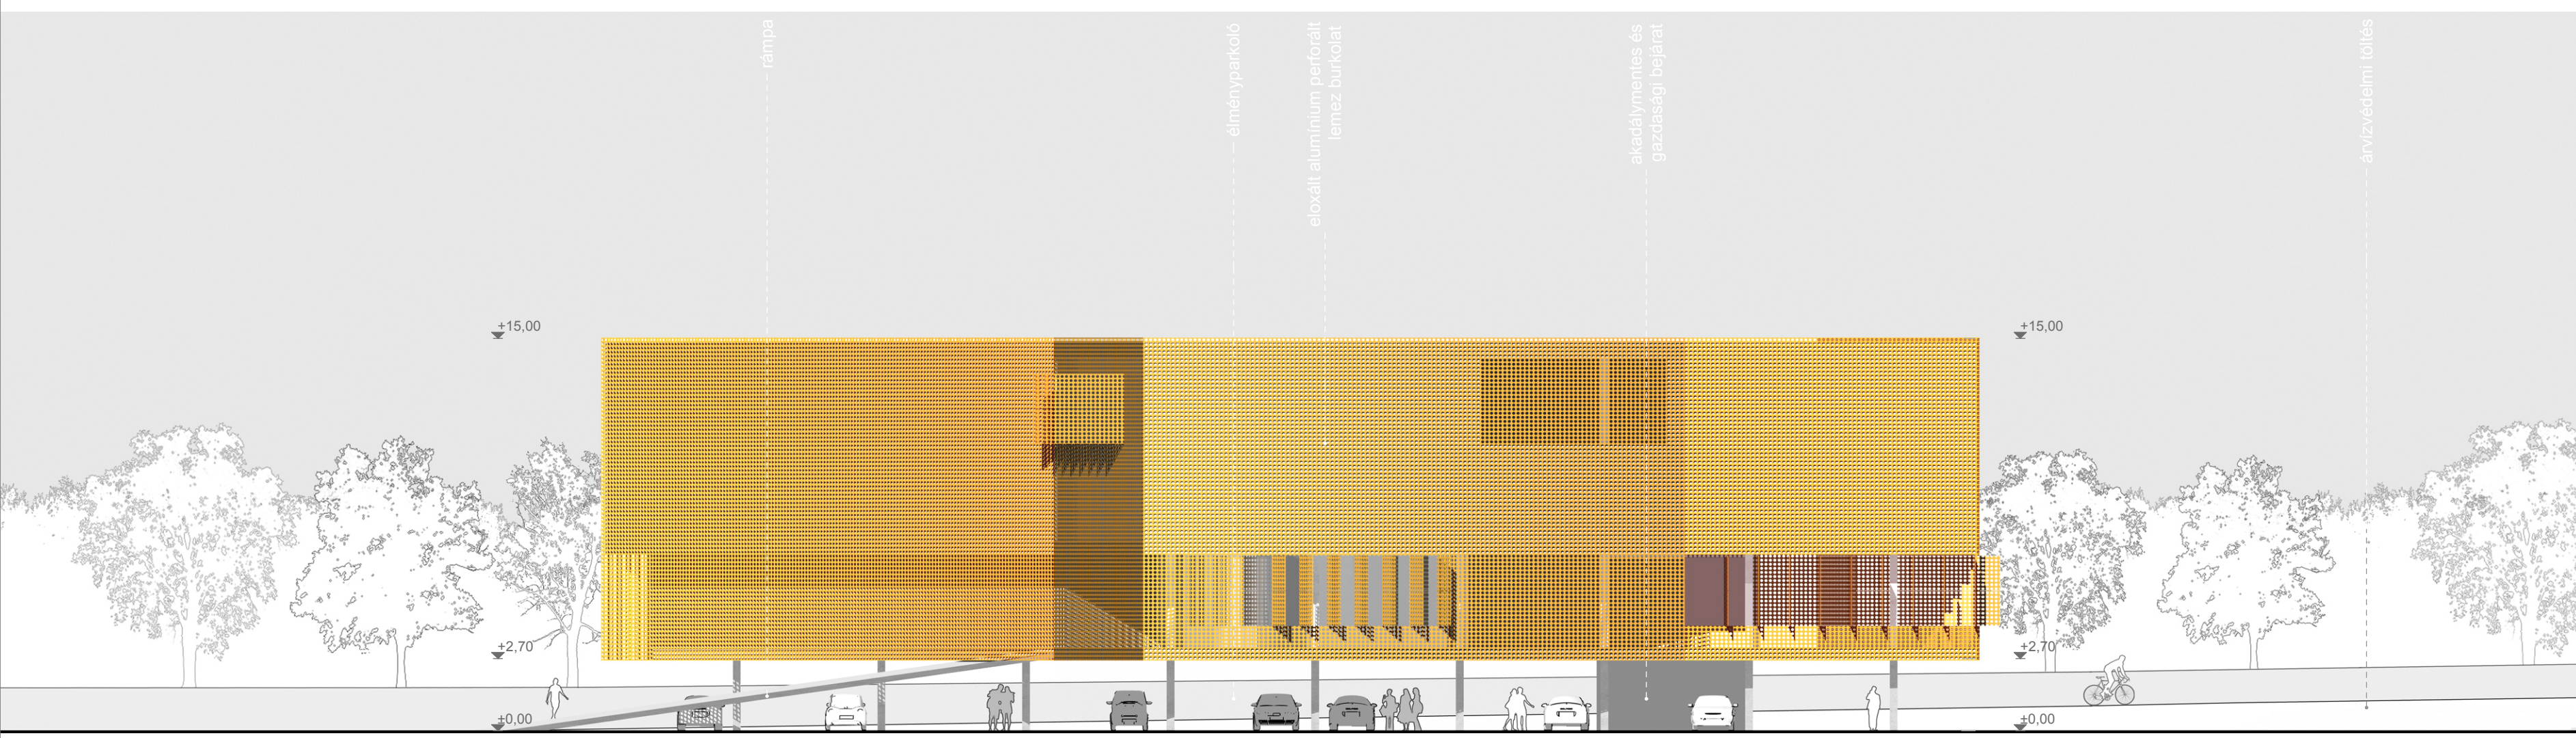 rámpa
élményparkoló
eloxált alumínium perforált
lemez burkolat
akadálymentes és
gazdasági bejárat
árvízvédelmi töltés
+15,00
+15,00
+2,70
+2,70
+0,00
+0,00